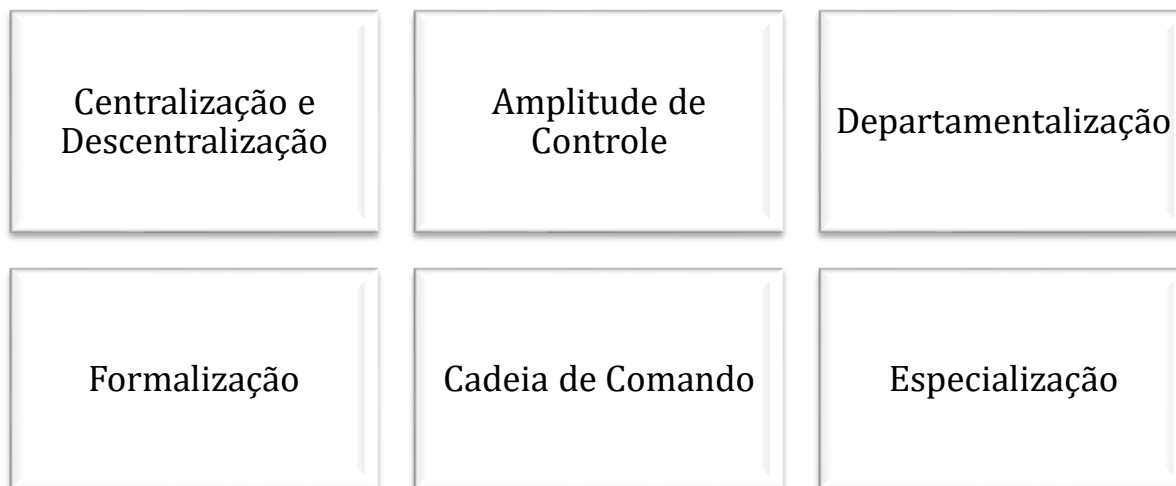 Centralização e
Descentralização
Amplitude de
Controle
Departamentalização
Formalização
Cadeia de Comando
Especialização